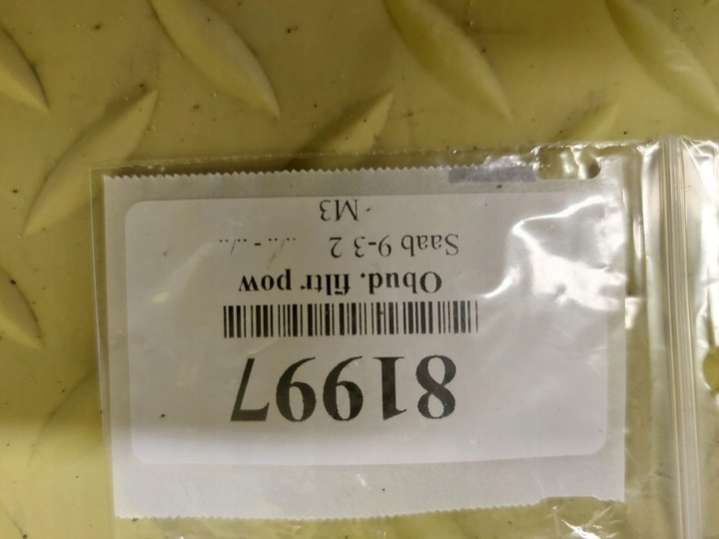 81997
Obud. filtr pow
Saab 9-3 2 ../.. - ../..
- M3